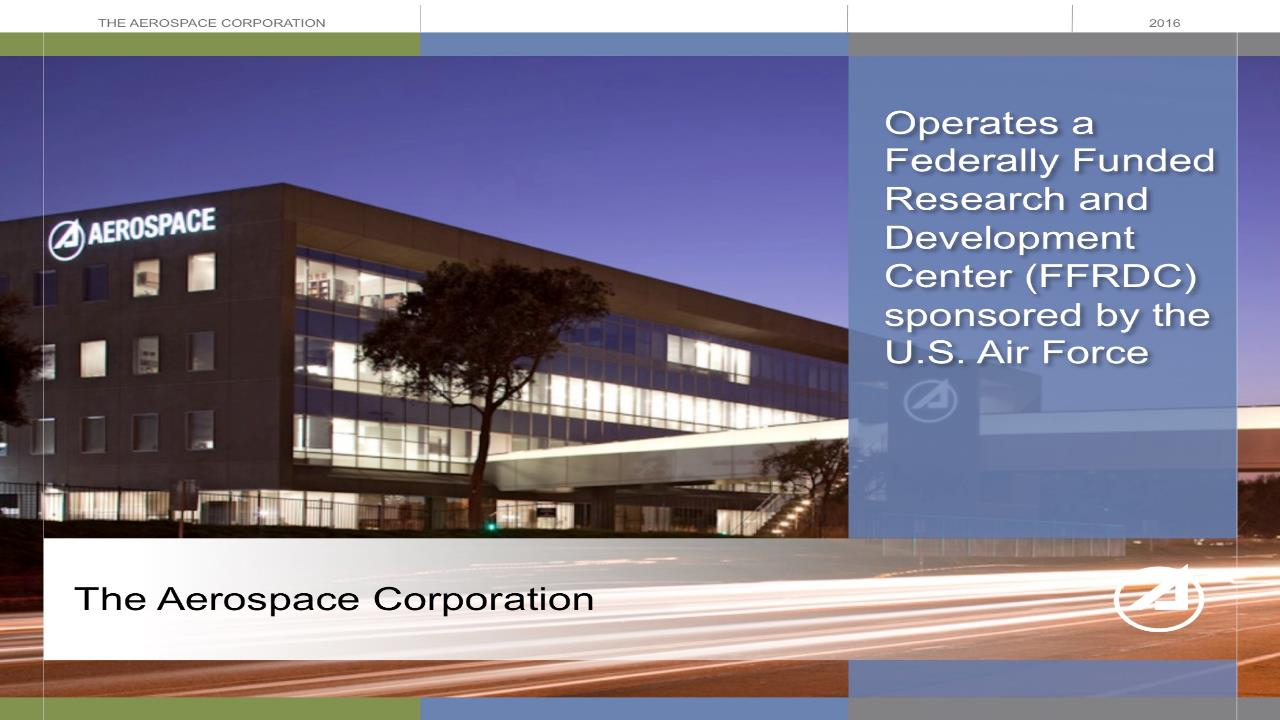 THE AEROSPACE CORPORATION
2016
AEROSPACE
Operates a
Federally Funded
Research and
Development
Center (FFRDC)
sponsored by the
U.S. Air Force
The Aerospace Corporation